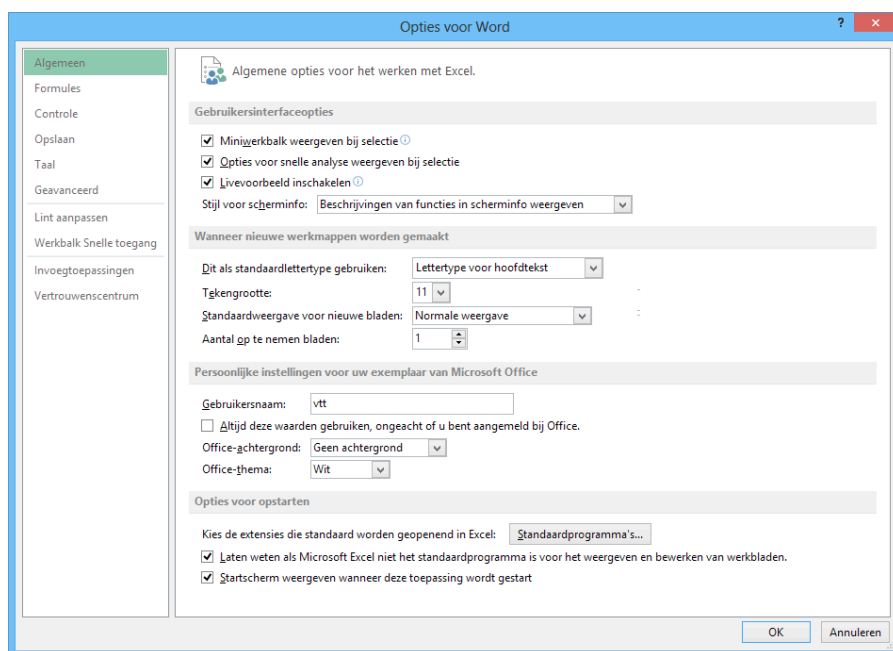 Opties voor Word
? ×
Algemeen
Formules
Controle
Opslaan
Taal
Geavanceerd
Lint aanpassen
Werkbalk Snelle toegang
Invoegtoepassingen
Vertrouwenscentrum
Algemene opties voor het werken met Excel.
Gebruikersinterfaceopties
Miniwerkbalk weergeven bij selectie
Opties voor snelle analyse weergeven bij selectie
Livevoorbeeld inschakelen
Stijl voor scherminfo: Beschrijvingen van functies in scherminfo weergeven
Wanneer nieuwe werkmappen worden gemaakt
Dit als standaardlettertype gebruiken: Lettertype voor hoofdtekst
Tekengrootte: 11
Standaardweergave voor nieuwe bladen: Normale weergave
Aantal op te nemen bladen: 1
Persoonlijke instellingen voor uw exemplaar van Microsoft Office
Gebruikersnaam: vtt
Altijd deze waarden gebruiken, ongeacht of u bent aangemeld bij Office.
Office-achtergrond: Geen achtergrond
Office-thema: Wit
Opties voor opstarten
Kies de extensies die standaard worden geopend in Excel: Standaardprogramma's...
Laten weten als Microsoft Excel niet het standaardprogramma is voor het weergeven en bewerken van werkbladen.
Startscherm weergeven wanneer deze toepassing wordt gestart
OK Annuleren